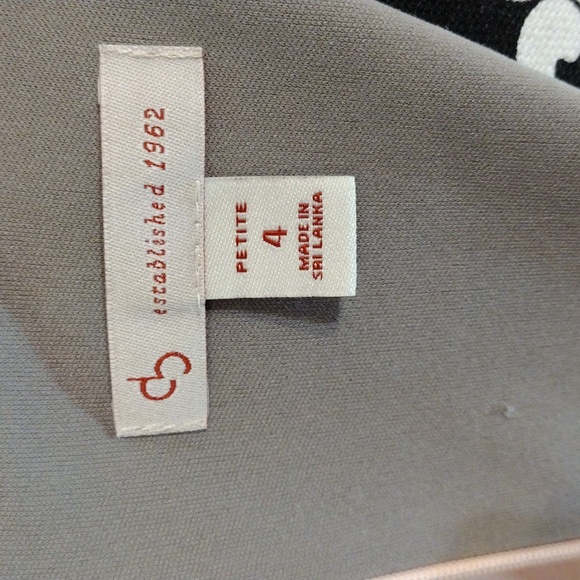 established 1962
PETITE
4
MADE IN
SRI LANKA